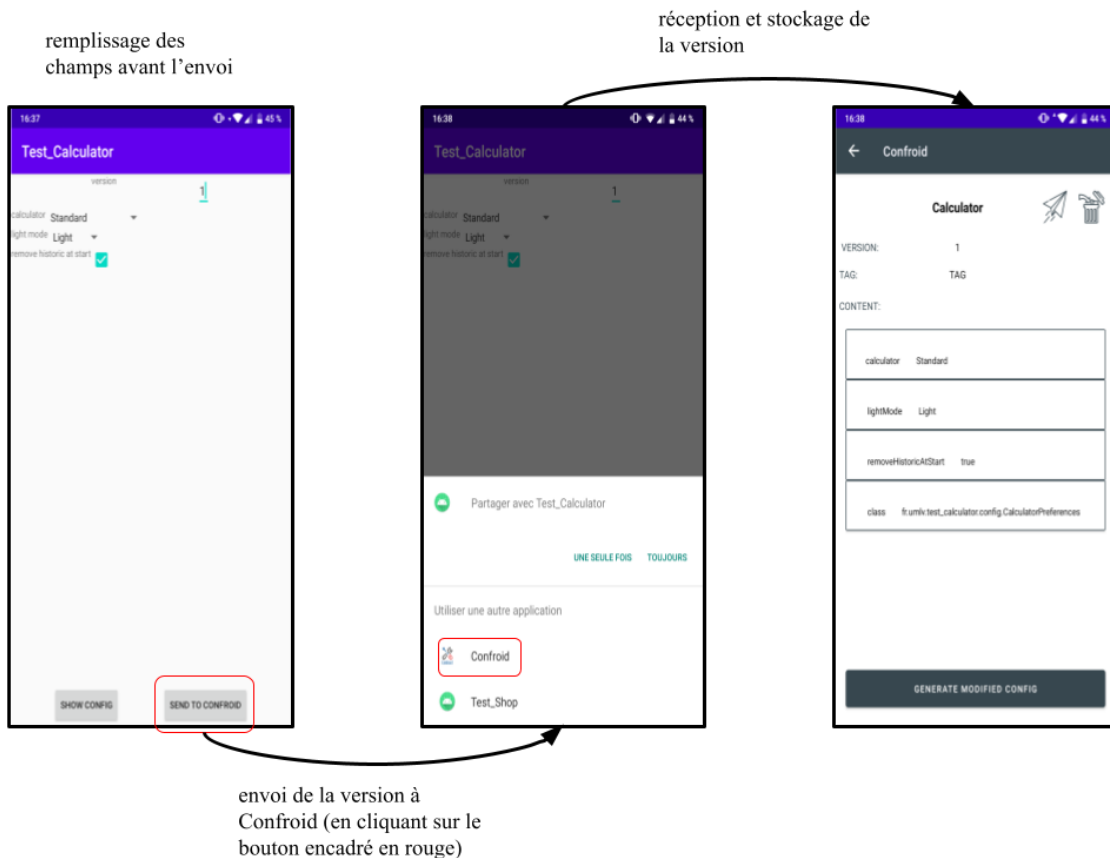 remplissage des
champs avant l'envoi
réception et stockage de
la version
16:37
45 %
Test_Calculator
version
1
calculator Standard
light mode Light
remove historic at start
SHOW CONFIG
SEND TO CONFROID
16:38
44 %
Test_Calculator
version
1
calculator Standard
light mode Light
remove historic at start
Partager avec Test_Calculator
UNE SEULE FOIS TOUJOURS
Utiliser une autre application
Confroid
Test_Shop
16:38
44 %
Confroid
Calculator
VERSION: 1
TAG: TAG
CONTENT:
calculator Standard
lightMode Light
removeHistoricAtStart true
class fr.umlv.test_calculator.config.CalculatorPreferences
GENERATE MODIFIED CONFIG
envoi de la version à
Confroid (en cliquant sur le
bouton encadré en rouge)